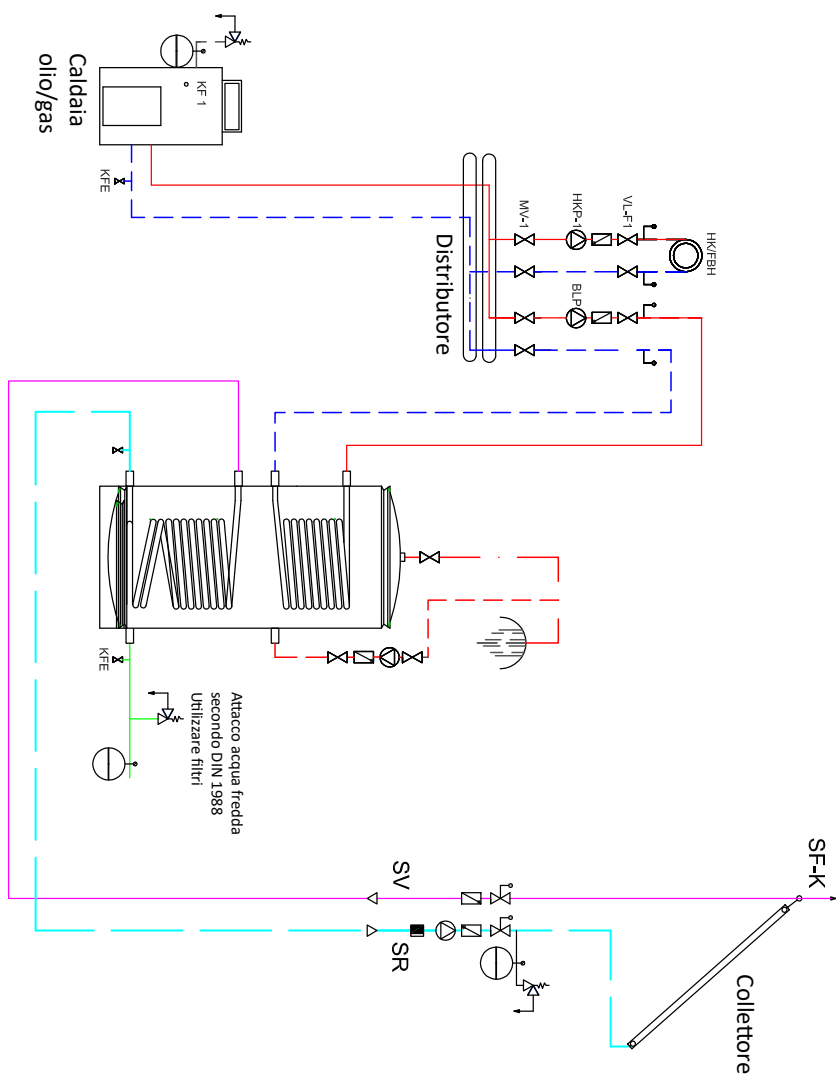 Caldaia
olio/gas
KF 1
KFE
Distributore
MV-1
HKP-1
VL-F1
HK/FBH
BLP
KFE
Attacco acqua fredda
secondo DIN 1988
Utilizzare filtri
SV
SR
SF-K
Collettore